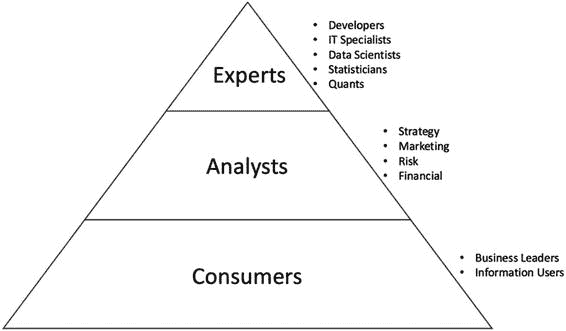 • Developers
• IT Specialists
• Data Scientists
• Statisticians
• Quants
Experts
• Strategy
• Marketing
• Risk
• Financial
Analysts
• Business Leaders
• Information Users
Consumers